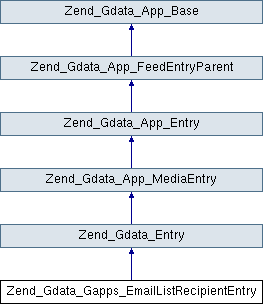 Zend_Gdata_App_Base
Zend_Gdata_App_FeedEntryParent
Zend_Gdata_App_Entry
Zend_Gdata_App_MediaEntry
Zend_Gdata_Entry
Zend_Gdata_Gapps_EmailListRecipientEntry